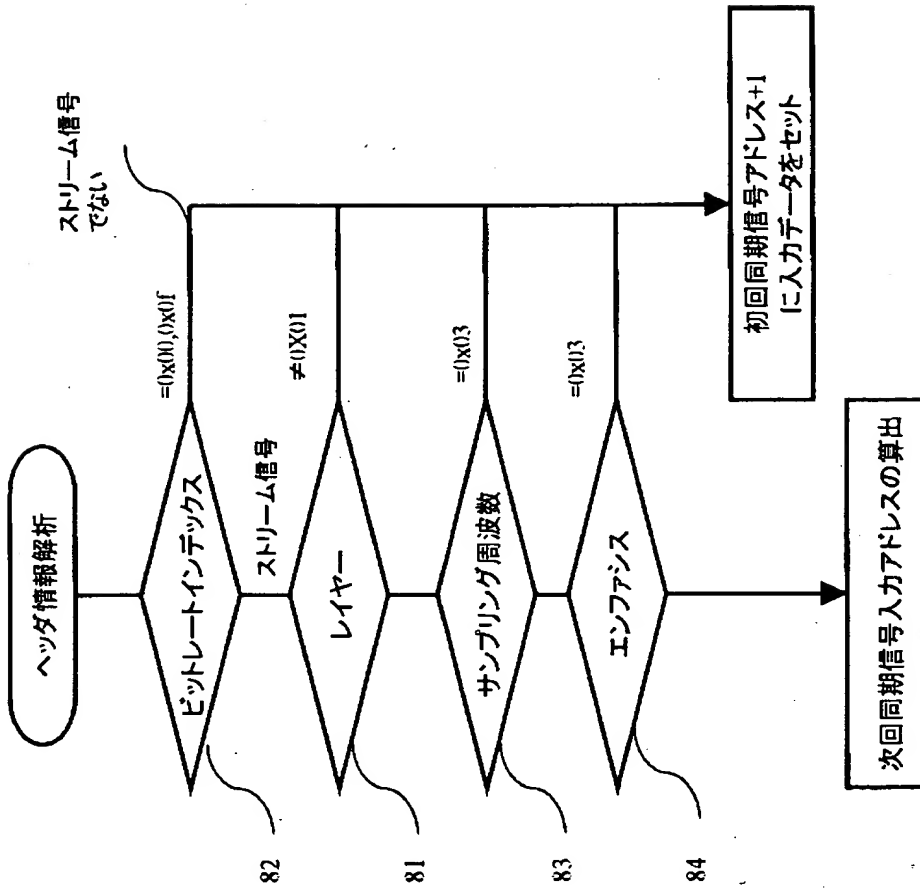 ヘッダ情報解析
ストリーム信号
でない
ビットレートインデックス
=0x00,0x0f
82
ストリーム信号
レイヤー
≠0X01
81
サンプリング周波数
=0x03
83
エンファシス
=0x03
84
初回同期信号アドレス+1
に入力データをセット
次回同期信号入力アドレスの算出